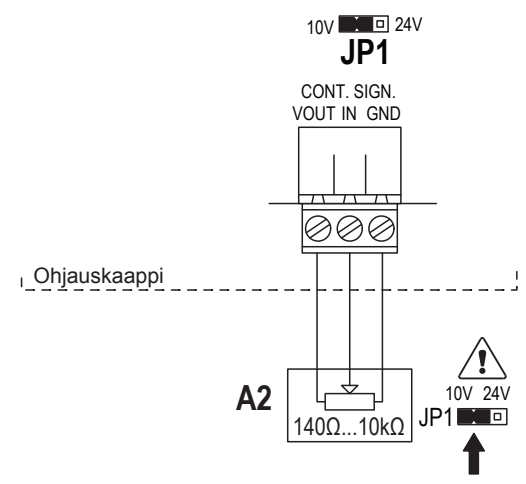 10V 24V
JP1
CONT. SIGN.
VOUT IN GND
Ohjauskaappi
A2
140Ω...10kΩ
10V 24V
JP1